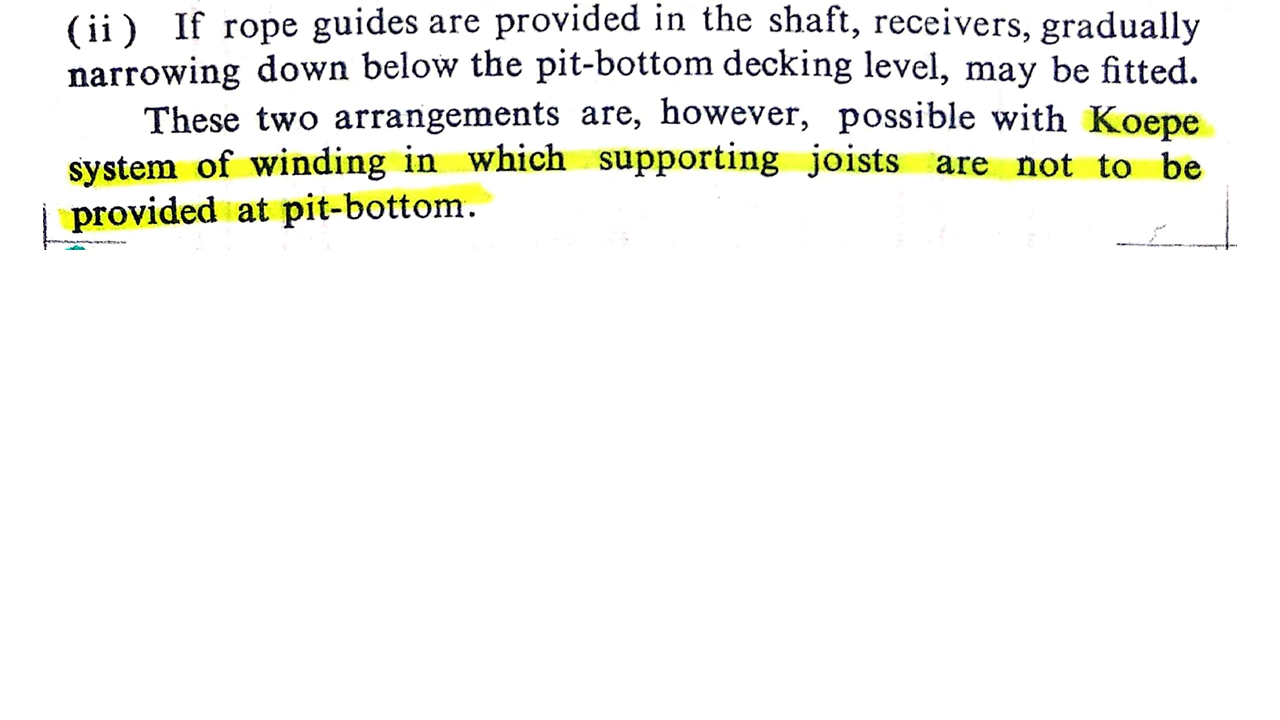 (ii) If rope guides are provided in the shaft, receivers, gradually
narrowing down below the pit-bottom decking level, may be fitted.
These two arrangements are, however, possible with Koepe
system of winding in which supporting joists are not to be
provided at pit-bottom.